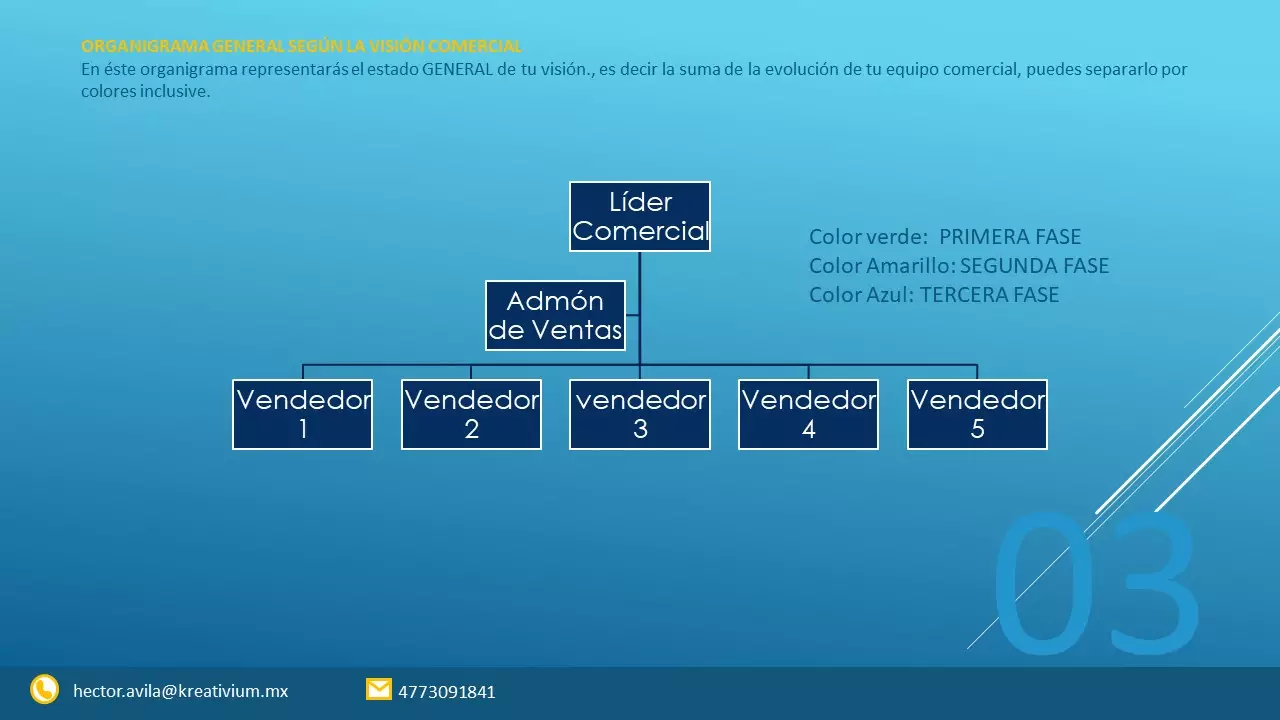 ORGANIGRAMA GENERAL SEGÚN LA VISIÓN COMERCIAL
En éste organigrama representarás el estado GENERAL de tu visión., es decir la suma de la evolución de tu equipo comercial, puedes separarlo por
colores inclusive.
Líder
Comercial
Color verde: PRIMERA FASE
Color Amarillo: SEGUNDA FASE
Color Azul: TERCERA FASE
Admón
de Ventas
Vendedor
1
Vendedor
2
vendedor
3
Vendedor
4
Vendedor
5
03
hector.avila@kreativium.mx
4773091841